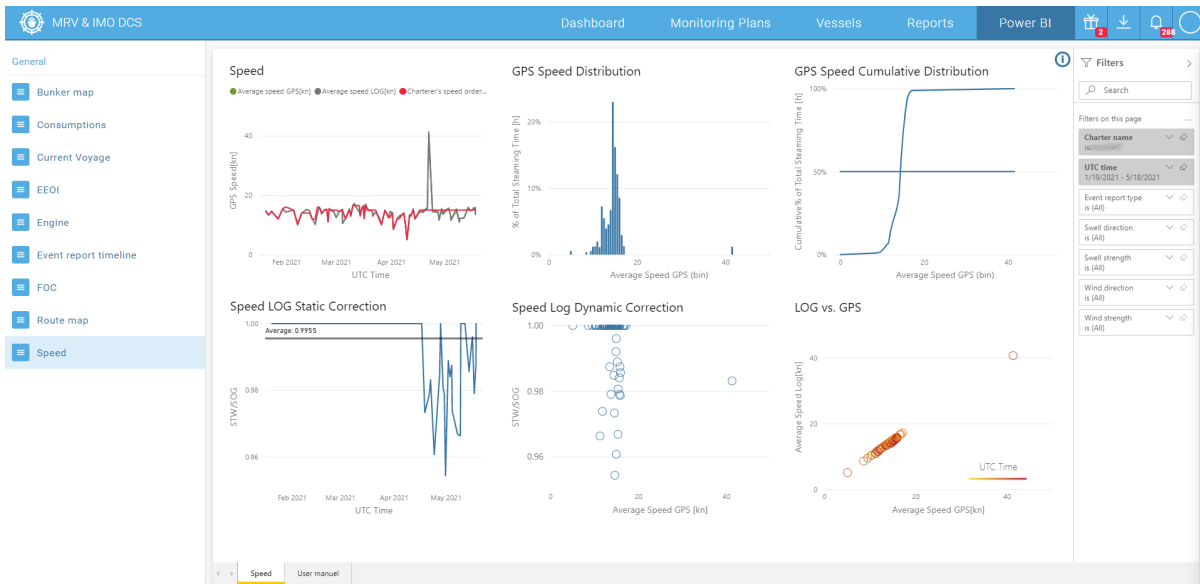 MRV & IMO DCS
Dashboard
Monitoring Plans
Vessels
Reports
Power BI
2
288
General
Bunker map
Consumptions
Current Voyage
EEOI
Engine
Event report timeline
FOC
Route map
Speed
Speed
Average speed GPS[kn] Average speed LOG[kn] Charterer's speed order...
GPS Speed[kn]
40
20
0
Feb 2021 Mar 2021 Apr 2021 May 2021
UTC Time
GPS Speed Distribution
% of Total Steaming Time [h]
20%
10%
0%
0 20 40
Average Speed GPS (bin)
GPS Speed Cumulative Distribution
Cumulative % of Total Steaming Time [h]
100%
50%
0%
0 20 40
Average Speed GPS (bin)
Speed LOG Static Correction
STW/SOG
1.00
Average: 0.9955
0.98
0.96
Feb 2021 Mar 2021 Apr 2021 May 2021
UTC Time
Speed Log Dynamic Correction
STW/SOG
1.00
0.98
0.96
0 20 40
Average Speed GPS [kn]
LOG vs. GPS
Average Speed Log[kn]
40
20
0
UTC Time
0 20 40
Average Speed GPS[kn]
Filters
Search
Filters on this page
...
Charter name
is
UTC time
1/19/2021 - 5/18/2021
Event report type
is (All)
Swell direction
is (All)
Swell strength
is (All)
Wind direction
is (All)
Wind strength
is (All)
Speed
User manuel